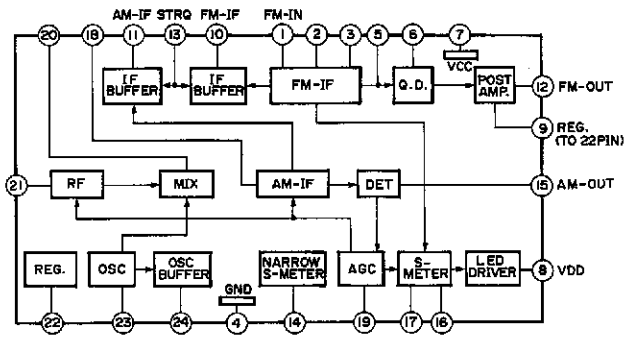 AM-IF STRQ FM-IF FM-IN
20 18 11 13 10 1 2 3 5 6 7
VCC
IF BUFFER
IF BUFFER
FM-IF
Q.D.
POST AMP.
12 FM-OUT
9 REG.
(TO 22PIN)
21
RF
MIX
AM-IF
DET
15 AM-OUT
REG.
OSC
OSC BUFFER
GND
NARROW S-METER
AGC
S-METER
LED DRIVER
8 VDD
22 23 24 4 14 19 17 16